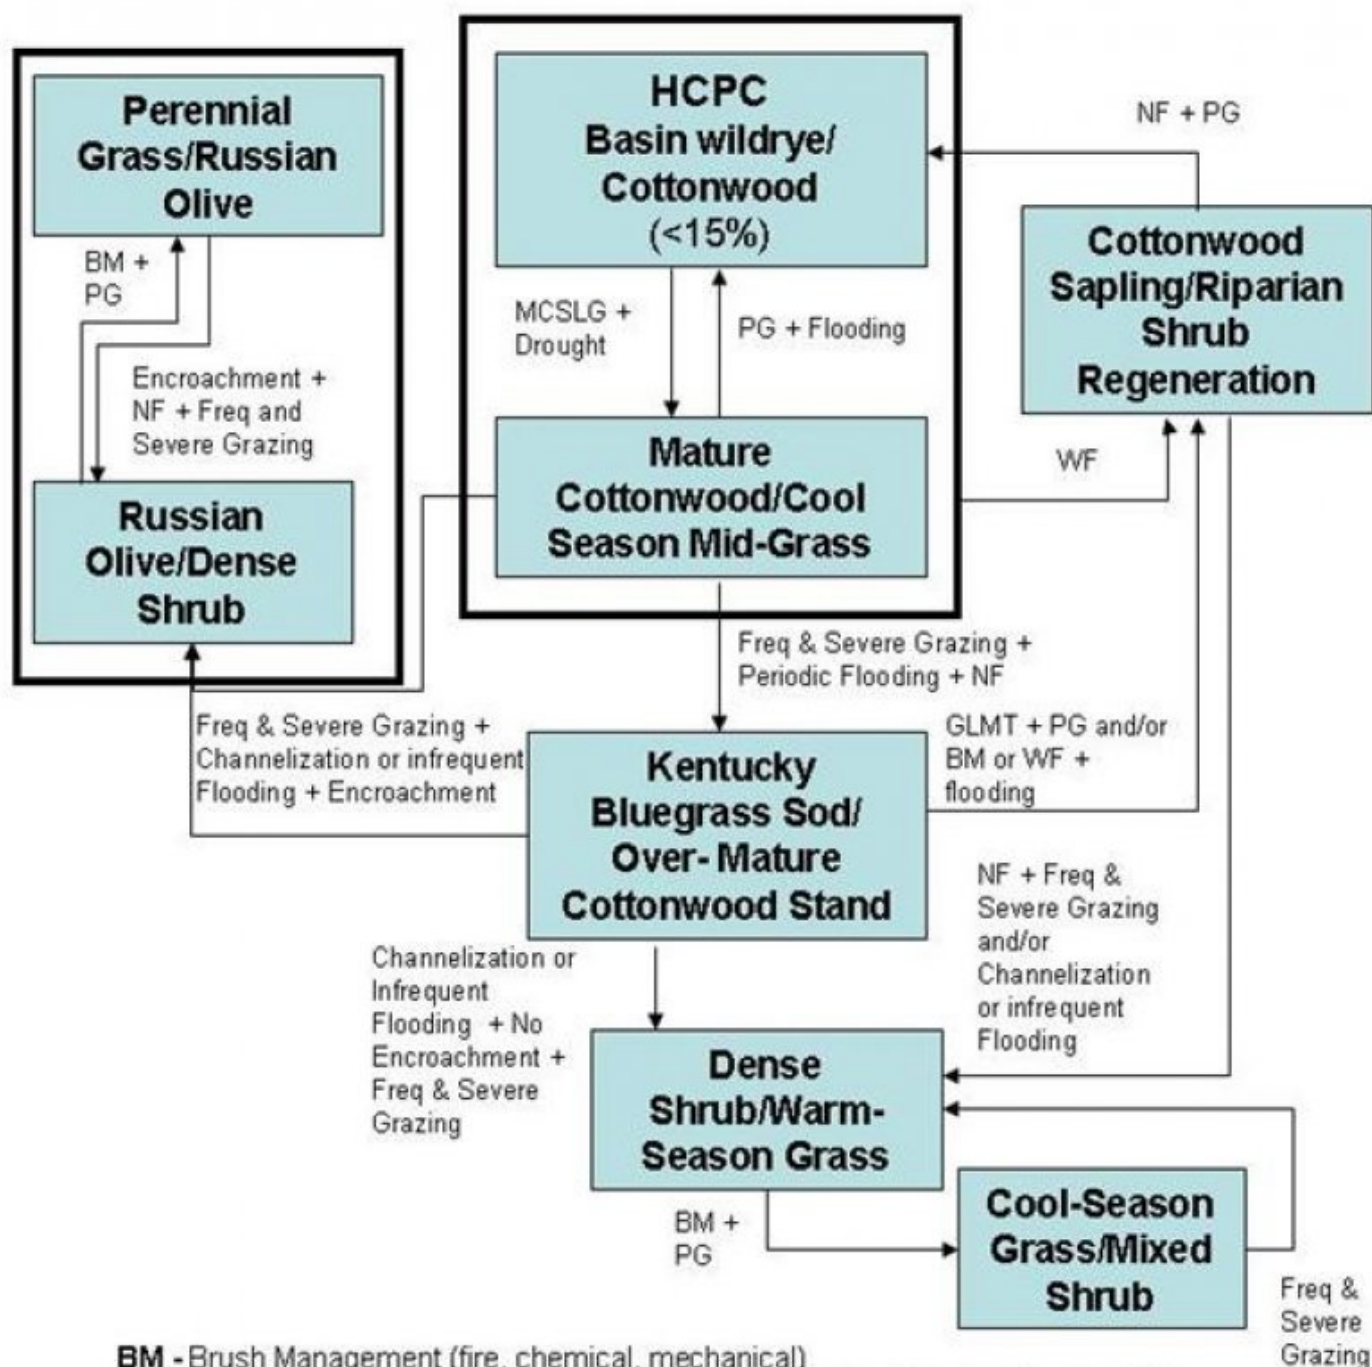 Perennial
Grass/Russian
Olive
BM +
PG
Encroachment +
NF + Freq and
Severe Grazing
Russian
Olive/Dense
Shrub
HCPC
Basin wildrye/
Cottonwood
(<15%)
MCSLG +
Drought
PG + Flooding
Mature
Cottonwood/Cool
Season Mid-Grass
NF + PG
Cottonwood
Sapling/Riparian
Shrub
Regeneration
WF
Freq & Severe Grazing +
Periodic Flooding + NF
Freq & Severe Grazing +
Channelization or infrequent
Flooding + Encroachment
Kentucky
Bluegrass Sod/
Over- Mature
Cottonwood Stand
GLMT + PG and/or
BM or WF +
flooding
NF + Freq &
Severe Grazing
and/or
Channelization
or infrequent
Flooding
Channelization or
Infrequent
Flooding + No
Encroachment +
Freq & Severe
Grazing
Dense
Shrub/Warm-
Season Grass
BM +
PG
Cool-Season
Grass/Mixed
Shrub
Freq &
Severe
Grazing
BM - Brush Management (fire, chemical, mechanical)